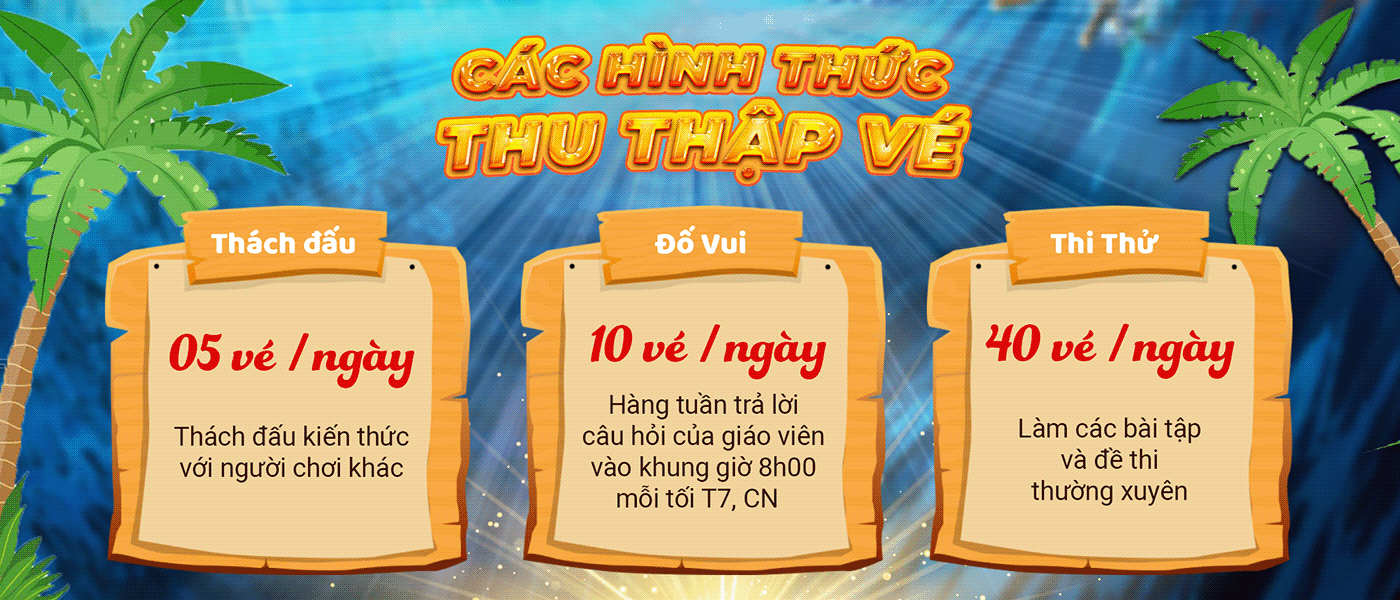 CÁC HÌNH THỨC
THU THẬP VÉ
Thách đấu
05 vé /ngày
Thách đấu kiến thức
với người chơi khác
Đố Vui
10 vé /ngày
Hàng tuần trả lời
câu hỏi của giáo viên
vào khung giờ 8h00
mỗi tối T7, CN
Thi Thử
40 vé /ngày
Làm các bài tập
và đề thi
thường xuyên